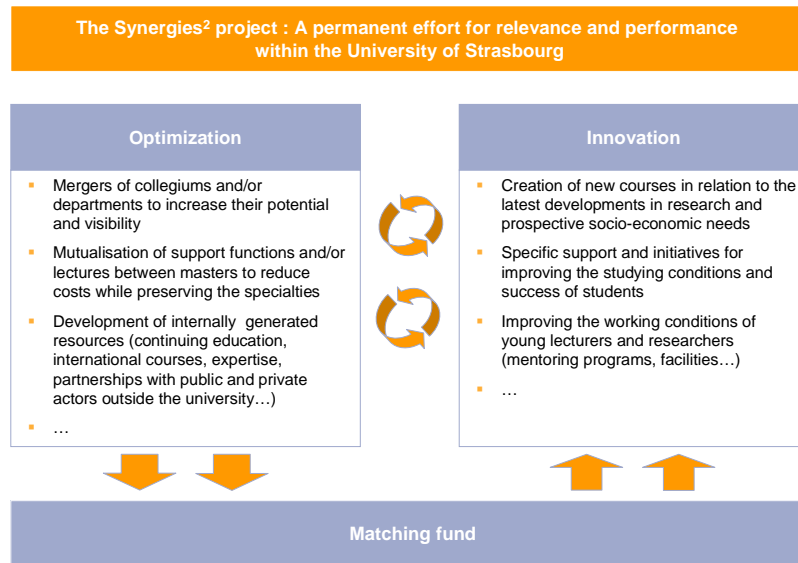 The Synergies² project : A permanent effort for relevance and performance
within the University of Strasbourg
Optimization
▪ Mergers of collegiums and/or
departments to increase their potential
and visibility
▪ Mutualisation of support functions and/or
lectures between masters to reduce
costs while preserving the specialties
▪ Development of internally generated
resources (continuing education,
international courses, expertise,
partnerships with public and private
actors outside the university…)
▪ …
Innovation
▪ Creation of new courses in relation to the
latest developments in research and
prospective socio-economic needs
▪ Specific support and initiatives for
improving the studying conditions and
success of students
▪ Improving the working conditions of
young lecturers and researchers
(mentoring programs, facilities…)
▪ …
Matching fund